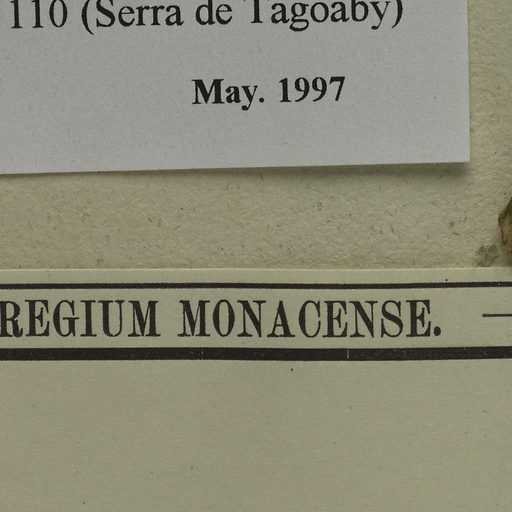 110 (Serra de Tagoaby)
May. 1997
REGIUM MONACENSE. —